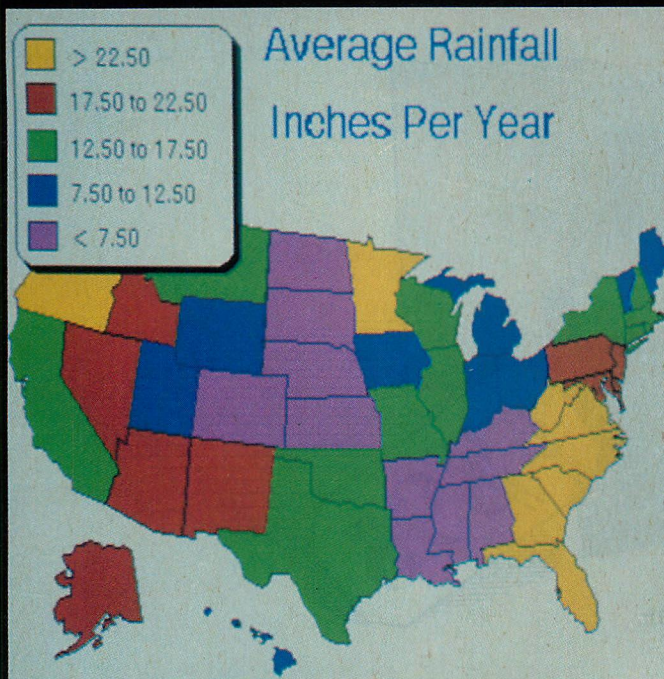 > 22.50
17.50 to 22.50
12.50 to 17.50
7.50 to 12.50
< 7.50
Average Rainfall
Inches Per Year